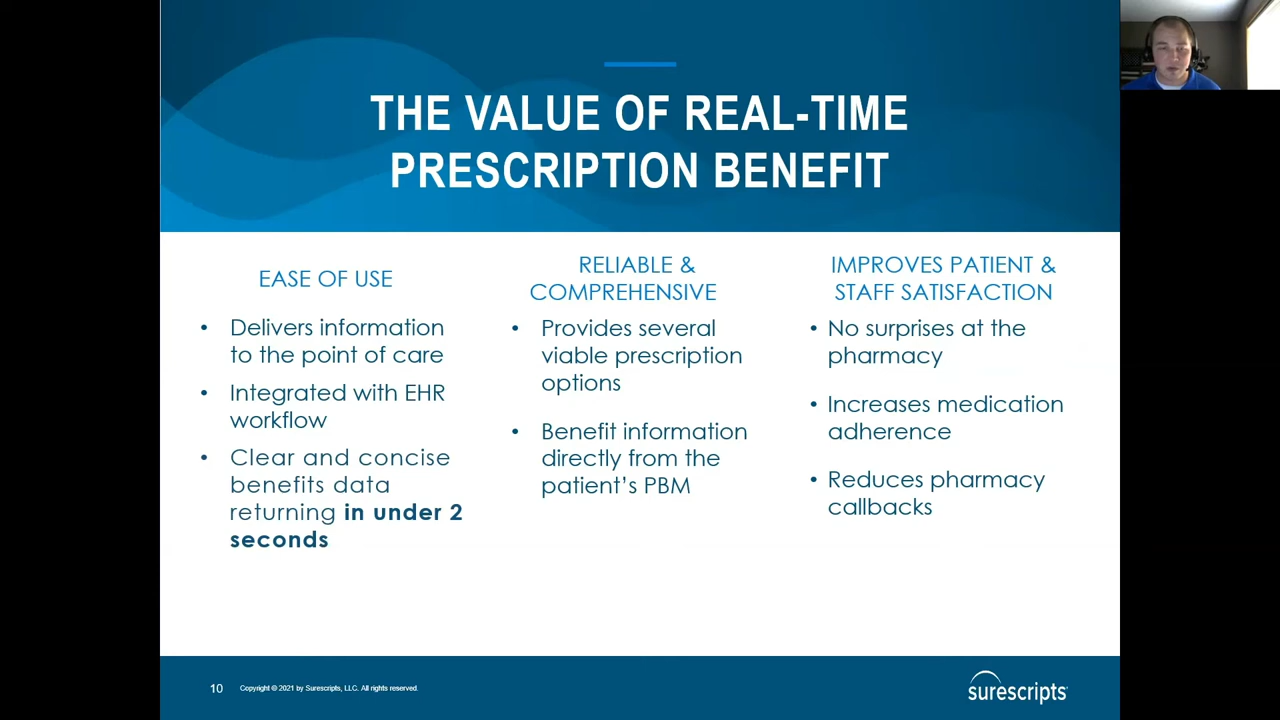 THE VALUE OF REAL-TIME
PRESCRIPTION BENEFIT
EASE OF USE
• Delivers information
to the point of care
• Integrated with EHR
workflow
• Clear and concise
benefits data
returning in under 2
seconds
RELIABLE &
COMPREHENSIVE
• Provides several
viable prescription
options
• Benefit information
directly from the
patient’s PBM
IMPROVES PATIENT &
STAFF SATISFACTION
• No surprises at the
pharmacy
• Increases medication
adherence
• Reduces pharmacy
callbacks
10
Copyright © 2021 by Surescripts, LLC. All rights reserved.
surescripts